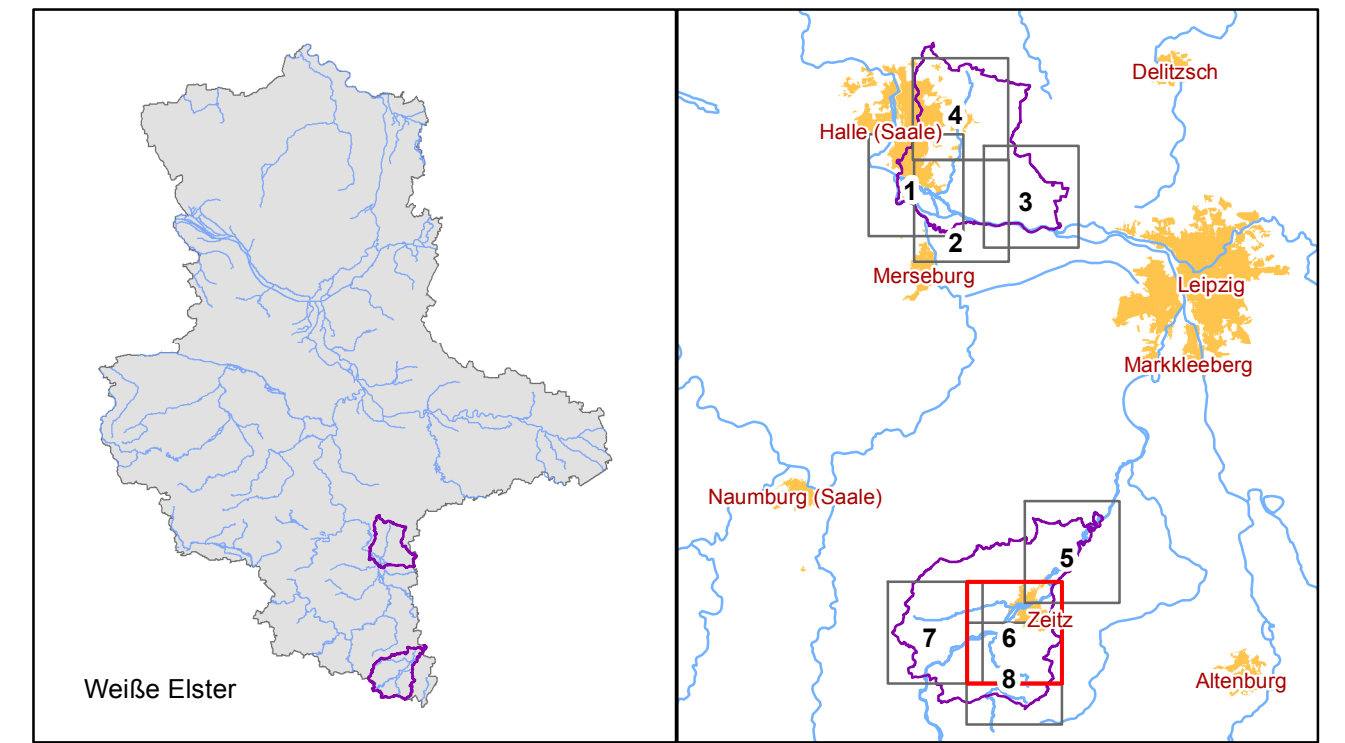 Weiße Elster
Delitzsch
4
Halle (Saale)
1
3
2
Merseburg
Leipzig
Markkleeberg
Naumburg (Saale)
5
Zeitz
7
6
8
Altenburg